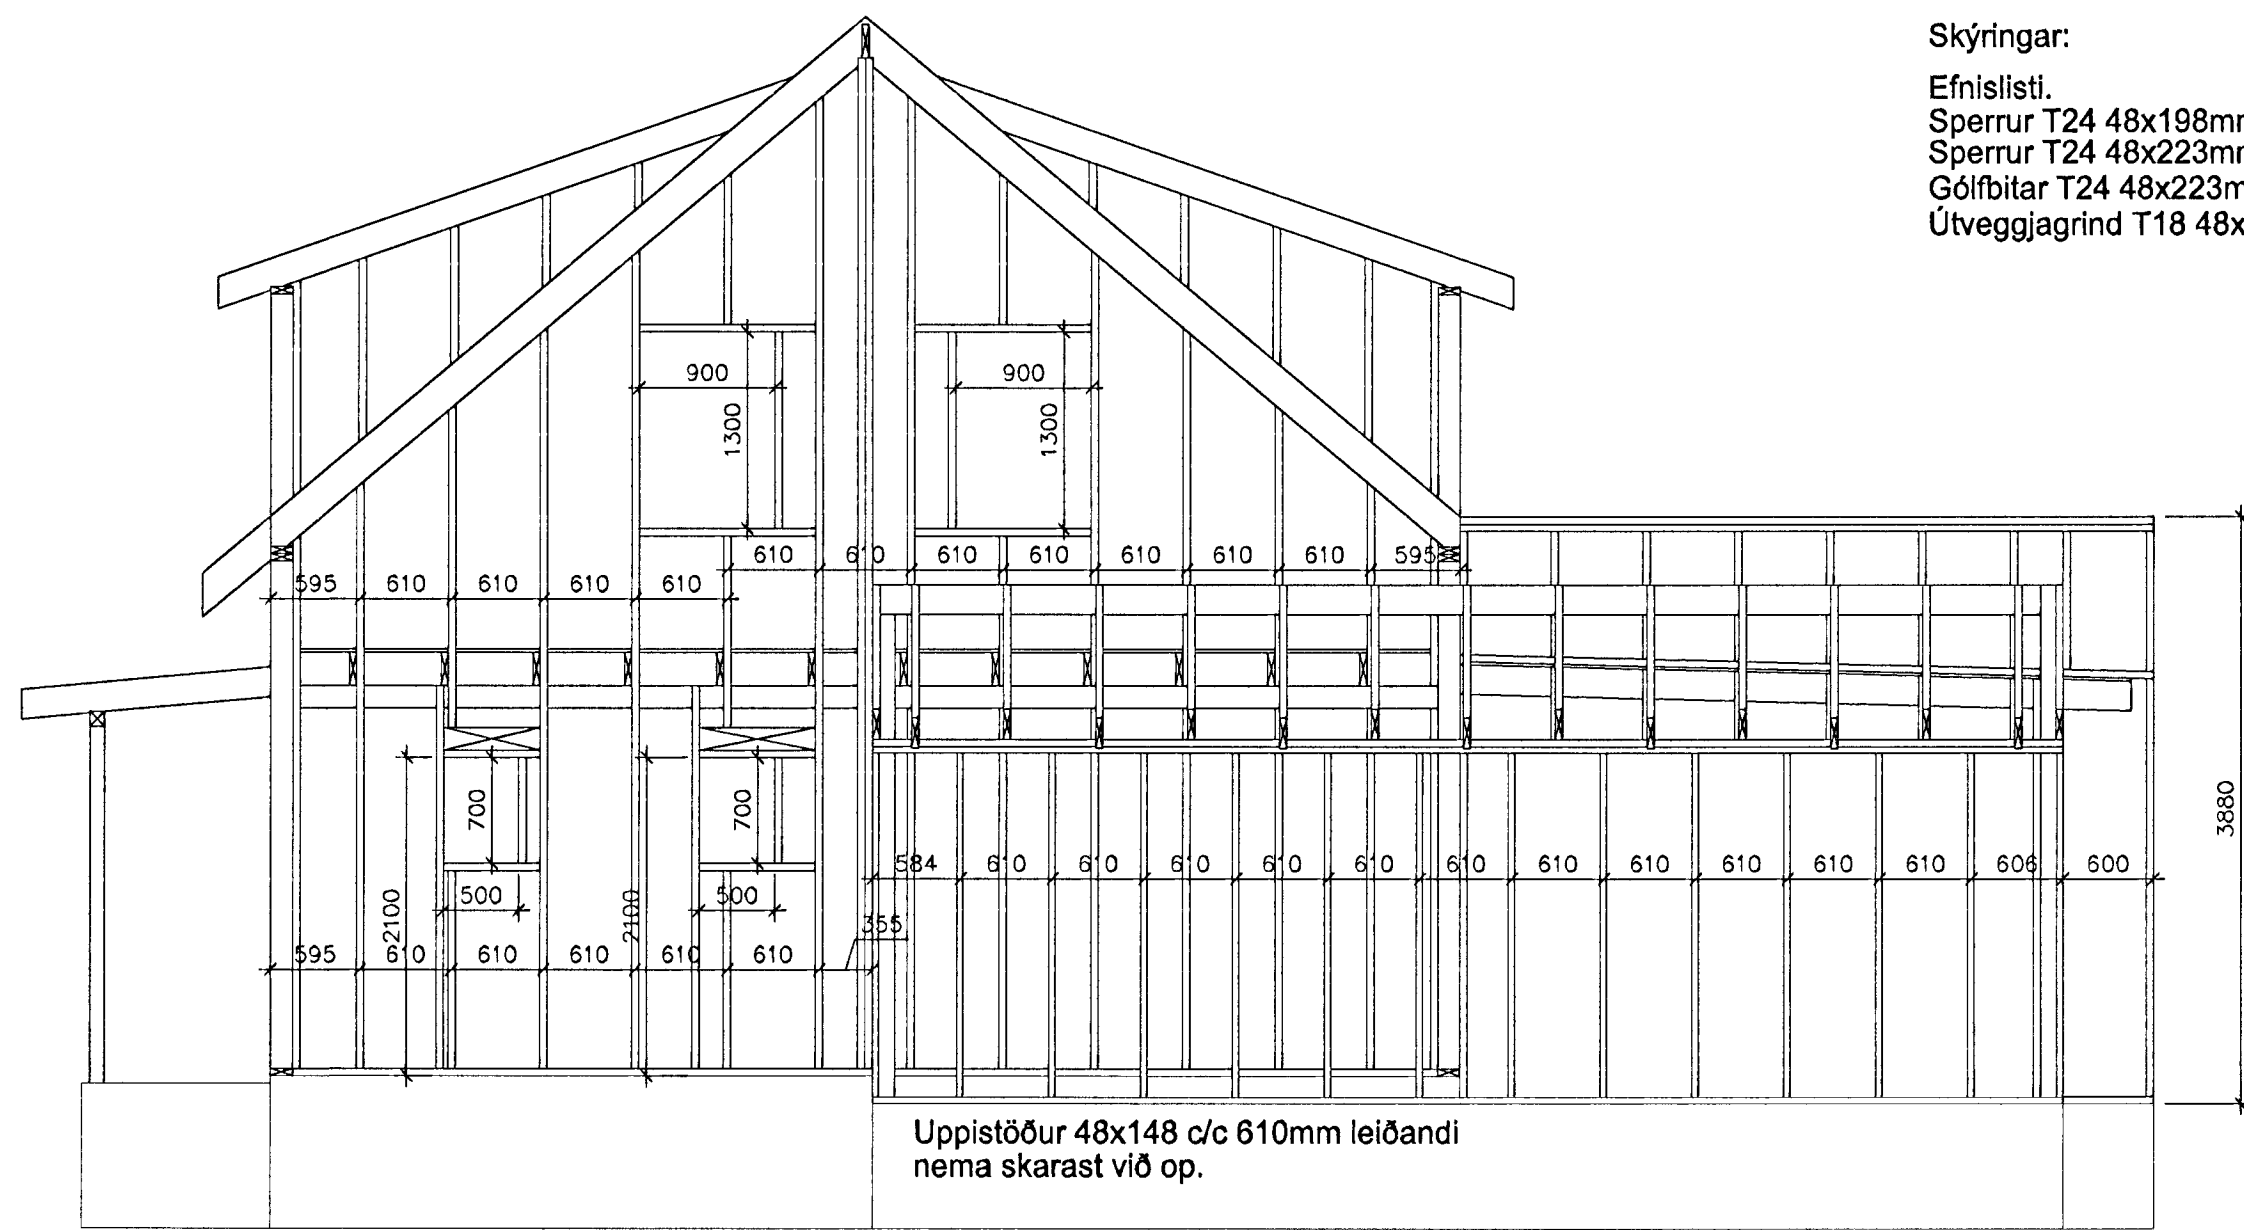 Skýringar:
Efnislisti.
Sperrur T24 48x198mm
Sperrur T24 48x223mm
Gólfbitar T24 48x223m
Útveggjagrind T18 48x
900
900
1300
1300
610 610 610 610 610 610 610 595
595 610 610 610 610
700
700
3880
584 610 610 610 610 610 610 610 610 610 610 610 606 600
500
500
2100
2100
355
595 610 610 610 610 610
Uppistöður 48x148 c/c 610mm leiðandi
nema skarast við op.